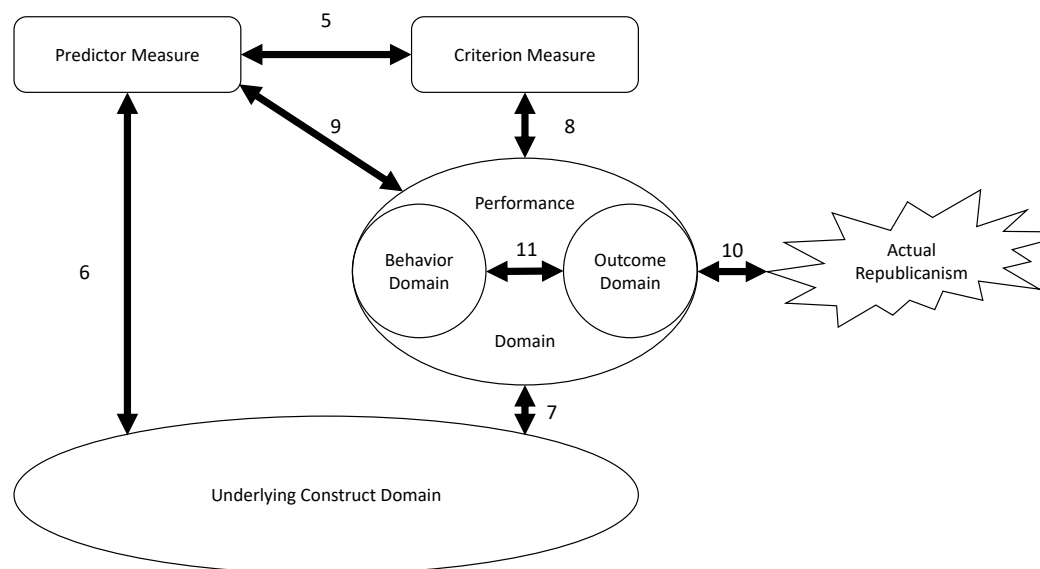 5
Predictor Measure
Criterion Measure
9
8
Performance
6
Behavior
Domain
11
Outcome
Domain
10
Actual
Republicanism
Domain
7
Underlying Construct Domain